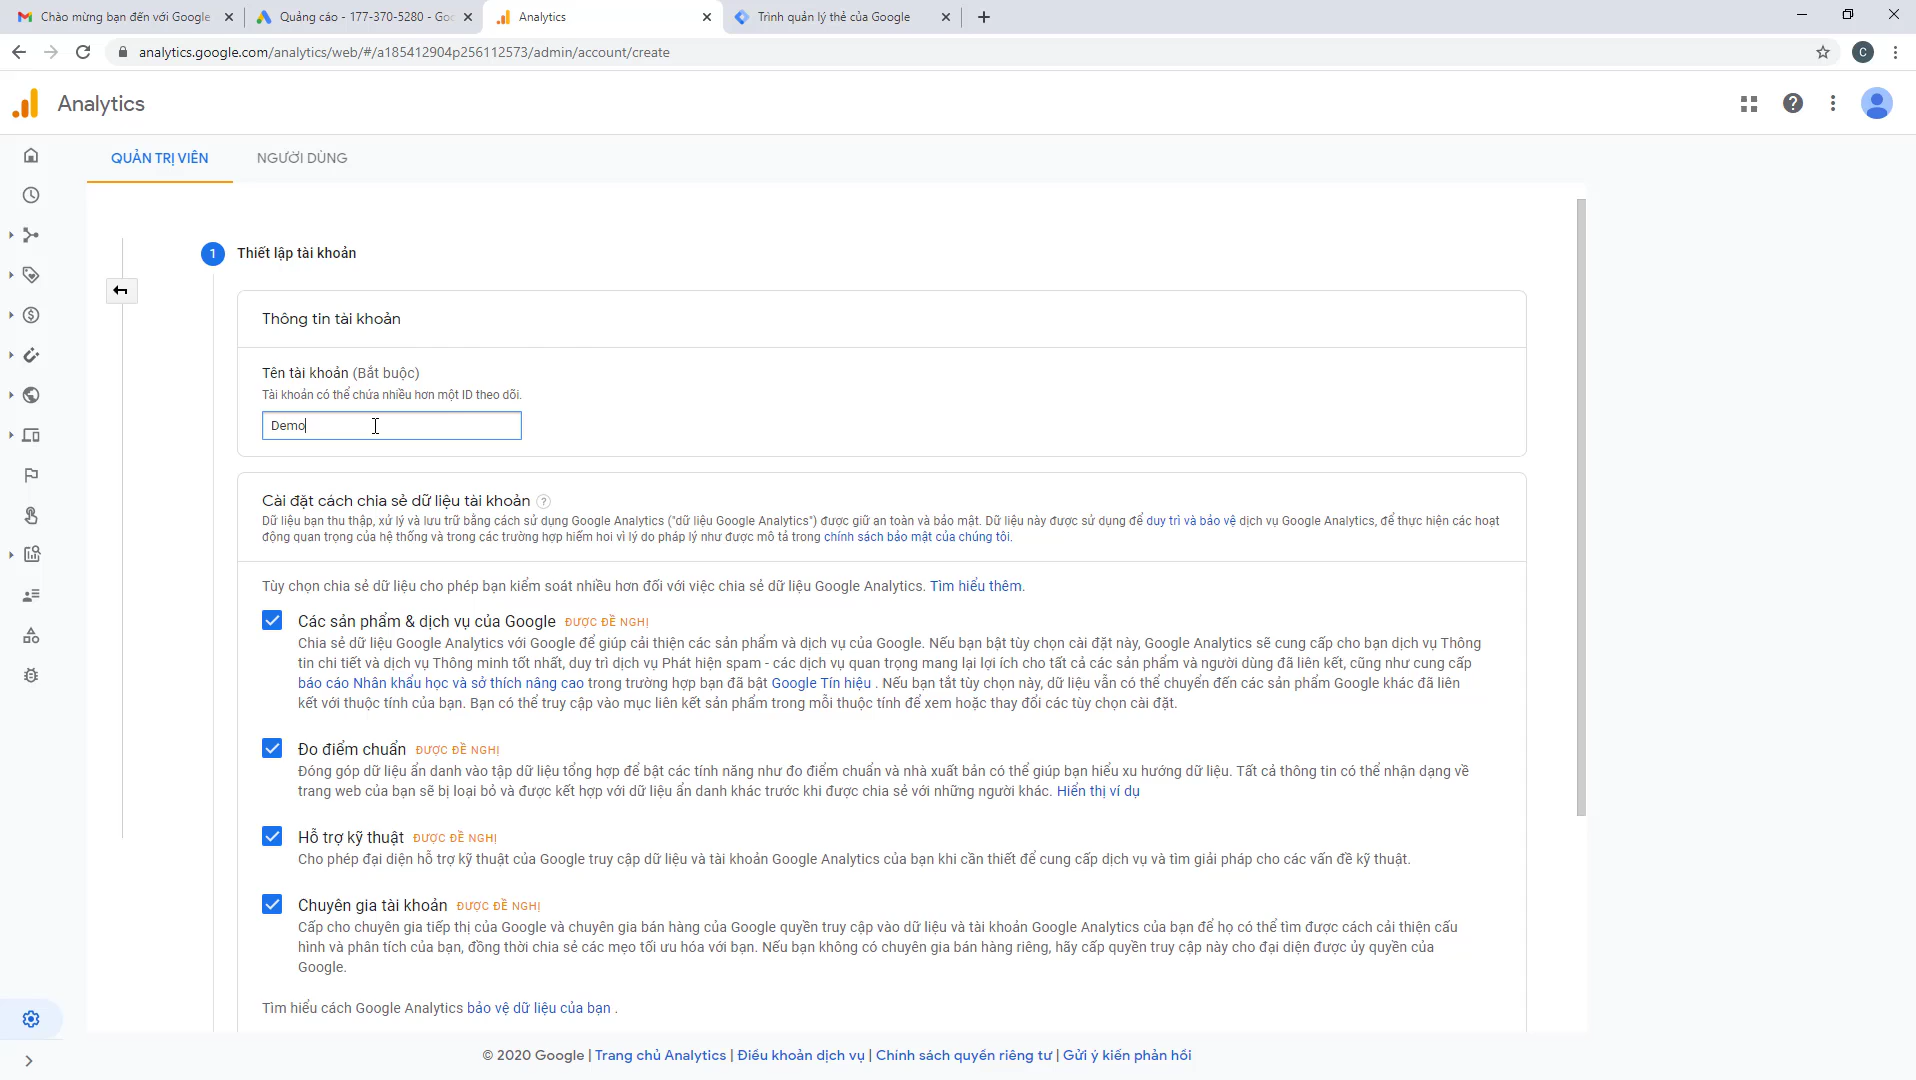 Chào mừng bạn đến với Google
Quảng cáo - 177-370-5280 - Goo
Analytics
Trình quản lý thẻ của Google
analytics.google.com/analytics/web/#/a185412904p256112573/admin/account/create
C
Analytics
QUẢN TRỊ VIÊN
NGƯỜI DÙNG
1
Thiết lập tài khoản
Thông tin tài khoản
Tên tài khoản (Bắt buộc)
Tài khoản có thể chứa nhiều hơn một ID theo dõi.
Demo
Cài đặt cách chia sẻ dữ liệu tài khoản ?
Dữ liệu bạn thu thập, xử lý và lưu trữ bằng cách sử dụng Google Analytics ("dữ liệu Google Analytics") được giữ an toàn và bảo mật. Dữ liệu này được sử dụng để duy trì và bảo vệ dịch vụ Google Analytics, để thực hiện các hoạt
động quan trọng của hệ thống và trong các trường hợp hiếm hoi vì lý do pháp lý như được mô tả trong chính sách bảo mật của chúng tôi.
Tùy chọn chia sẻ dữ liệu cho phép bạn kiểm soát nhiều hơn đối với việc chia sẻ dữ liệu Google Analytics. Tìm hiểu thêm.
Các sản phẩm & dịch vụ của Google ĐƯỢC ĐỀ NGHỊ
Chia sẻ dữ liệu Google Analytics với Google để giúp cải thiện các sản phẩm và dịch vụ của Google. Nếu bạn bật tùy chọn cài đặt này, Google Analytics sẽ cung cấp cho bạn dịch vụ Thông
tin chi tiết và dịch vụ Thông minh tốt nhất, duy trì dịch vụ Phát hiện spam - các dịch vụ quan trọng mang lại lợi ích cho tất cả các sản phẩm và người dùng đã liên kết, cũng như cung cấp
báo cáo Nhân khẩu học và sở thích nâng cao trong trường hợp bạn đã bật Google Tín hiệu . Nếu bạn tắt tùy chọn này, dữ liệu vẫn có thể chuyển đến các sản phẩm Google khác đã liên
kết với thuộc tính của bạn. Bạn có thể truy cập vào mục liên kết sản phẩm trong mỗi thuộc tính để xem hoặc thay đổi các tùy chọn cài đặt.
Đo điểm chuẩn ĐƯỢC ĐỀ NGHỊ
Đóng góp dữ liệu ẩn danh vào tập dữ liệu tổng hợp để bật các tính năng như đo điểm chuẩn và nhà xuất bản có thể giúp bạn hiểu xu hướng dữ liệu. Tất cả thông tin có thể nhận dạng về
trang web của bạn sẽ bị loại bỏ và được kết hợp với dữ liệu ẩn danh khác trước khi được chia sẻ với những người khác. Hiển thị ví dụ
Hỗ trợ kỹ thuật ĐƯỢC ĐỀ NGHỊ
Cho phép đại diện hỗ trợ kỹ thuật của Google truy cập dữ liệu và tài khoản Google Analytics của bạn khi cần thiết để cung cấp dịch vụ và tìm giải pháp cho các vấn đề kỹ thuật.
Chuyên gia tài khoản ĐƯỢC ĐỀ NGHỊ
Cấp cho chuyên gia tiếp thị của Google và chuyên gia bán hàng của Google quyền truy cập vào dữ liệu và tài khoản Google Analytics của bạn để họ có thể tìm được cách cải thiện cấu
hình và phân tích của bạn, đồng thời chia sẻ các mẹo tối ưu hóa với bạn. Nếu bạn không có chuyên gia bán hàng riêng, hãy cấp quyền truy cập này cho đại diện được ủy quyền của
Google.
Tìm hiểu cách Google Analytics bảo vệ dữ liệu của bạn .
© 2020 Google | Trang chủ Analytics | Điều khoản dịch vụ | Chính sách quyền riêng tư | Gửi ý kiến phản hồi